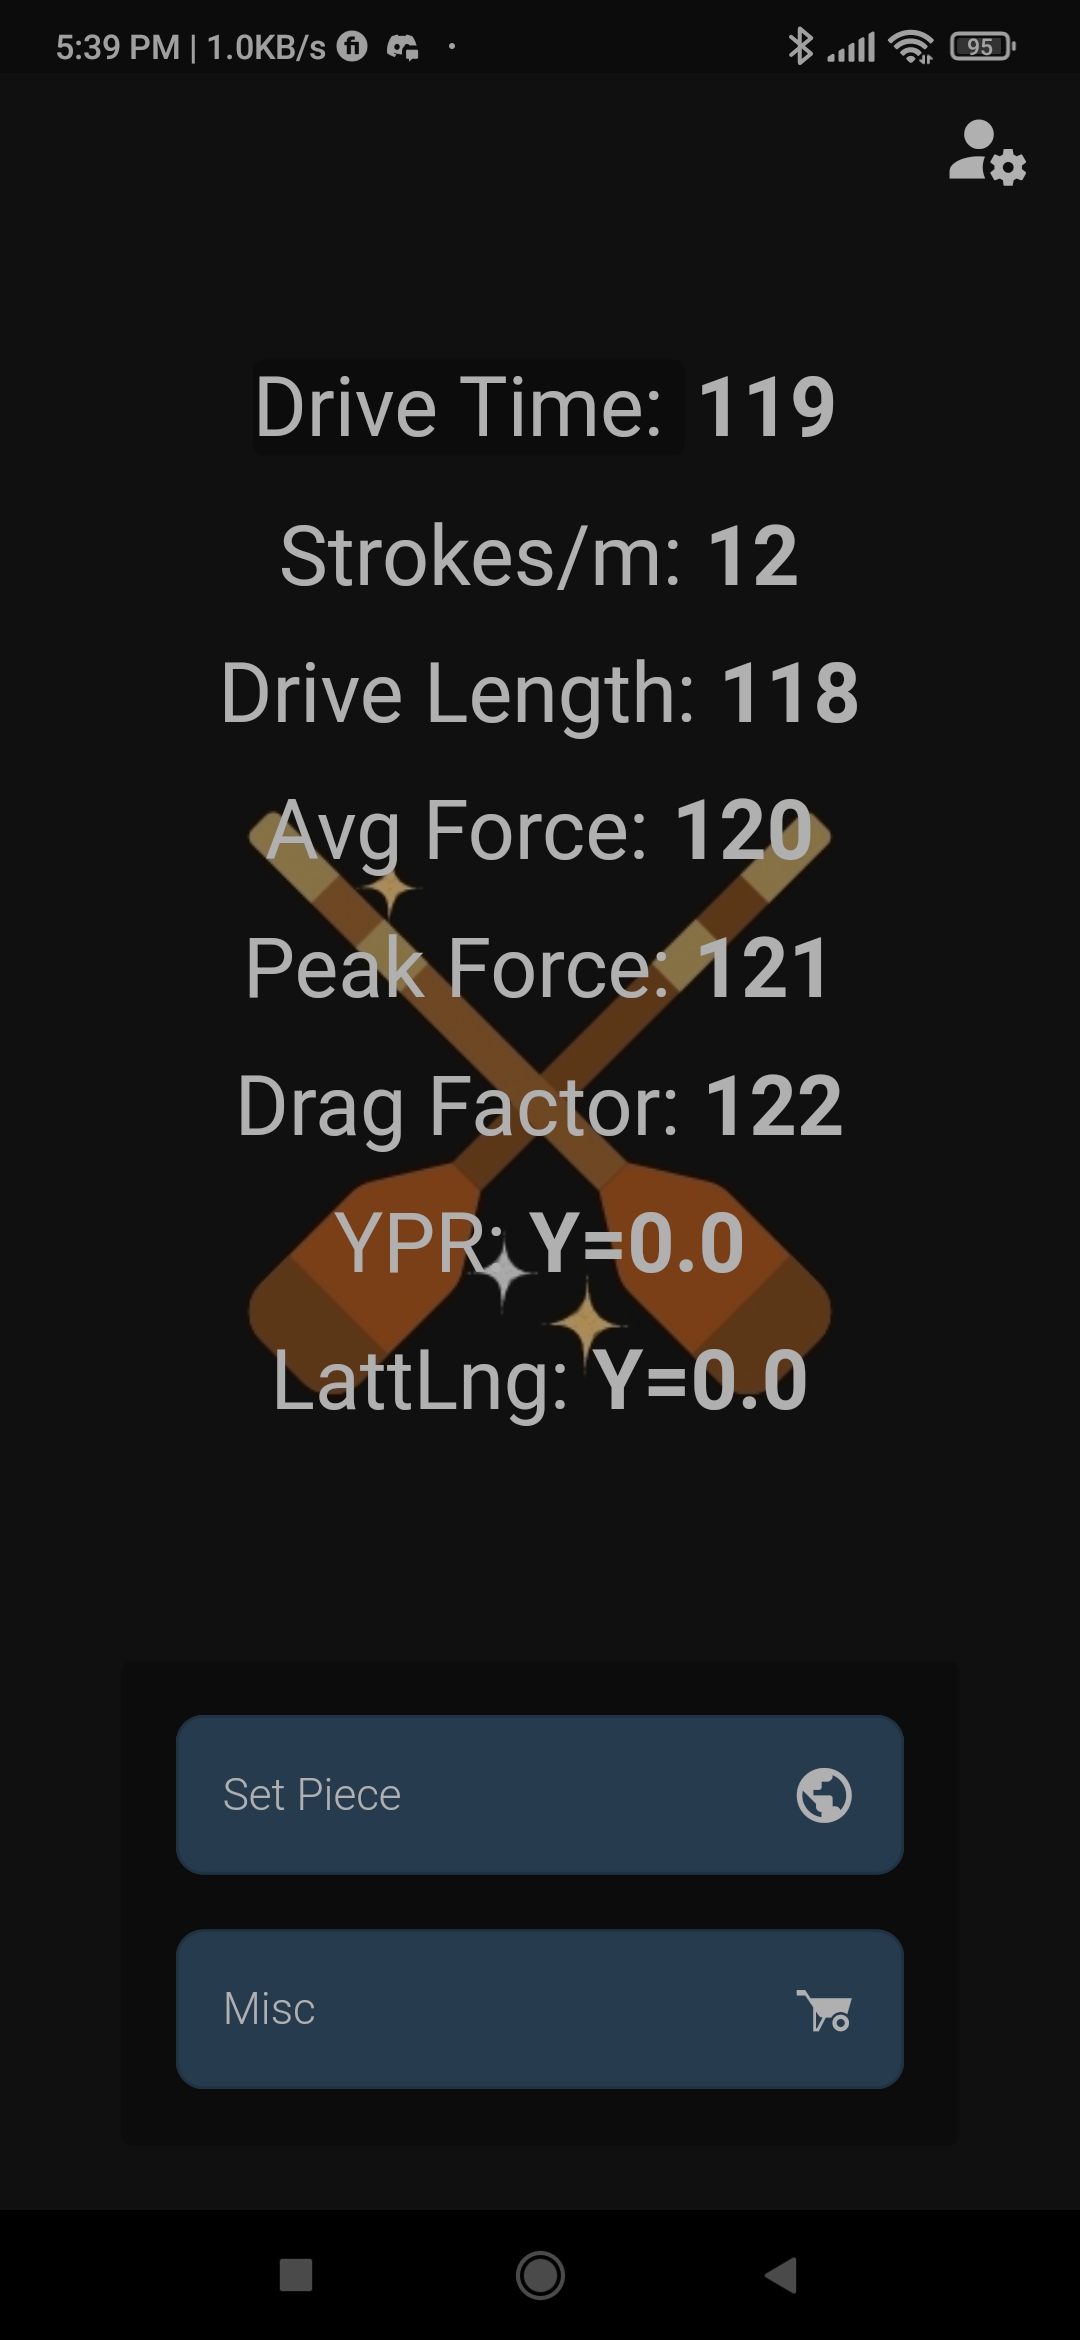 5:39 PM | 1.0KB/s
95
Drive Time: 119
Strokes/m: 12
Drive Length: 118
Avg Force: 120
Peak Force: 121
Drag Factor: 122
YPR: Y=0.0
LattLng: Y=0.0
Set Piece
Misc